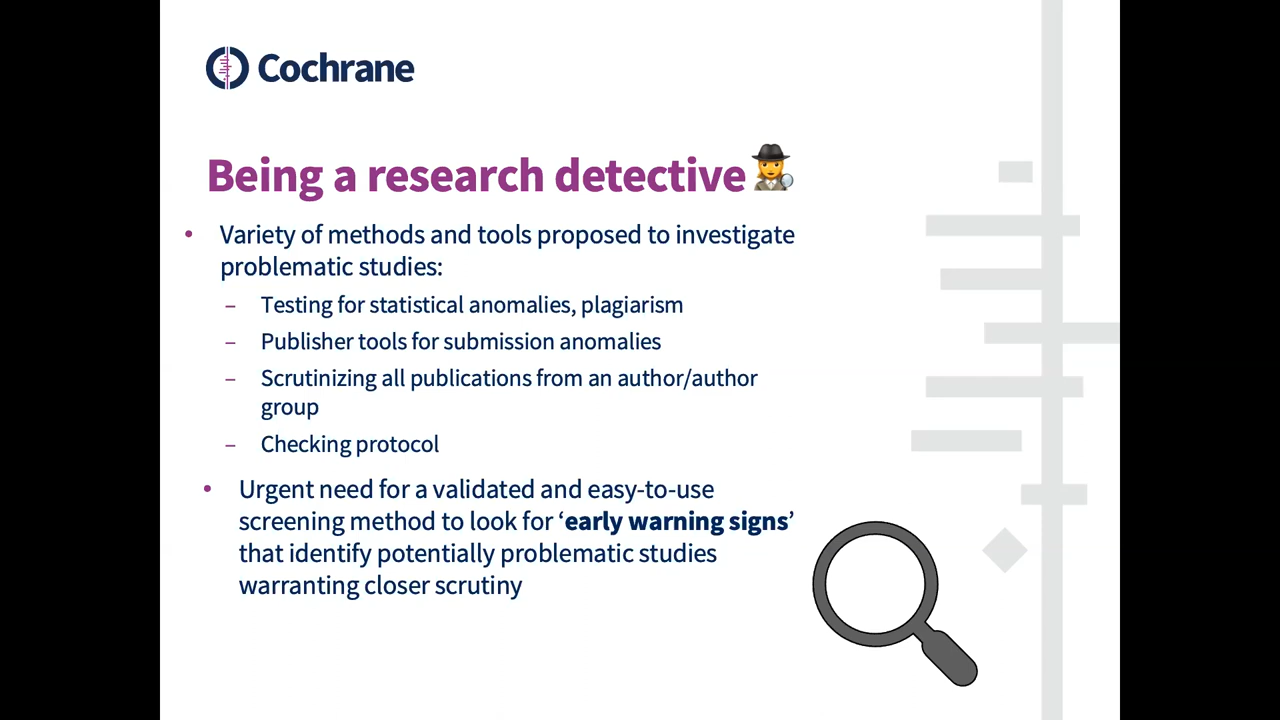 Cochrane
Being a research detective
• Variety of methods and tools proposed to investigate
problematic studies:
– Testing for statistical anomalies, plagiarism
– Publisher tools for submission anomalies
– Scrutinizing all publications from an author/author
group
– Checking protocol
• Urgent need for a validated and easy-to-use
screening method to look for ‘early warning signs’
that identify potentially problematic studies
warranting closer scrutiny